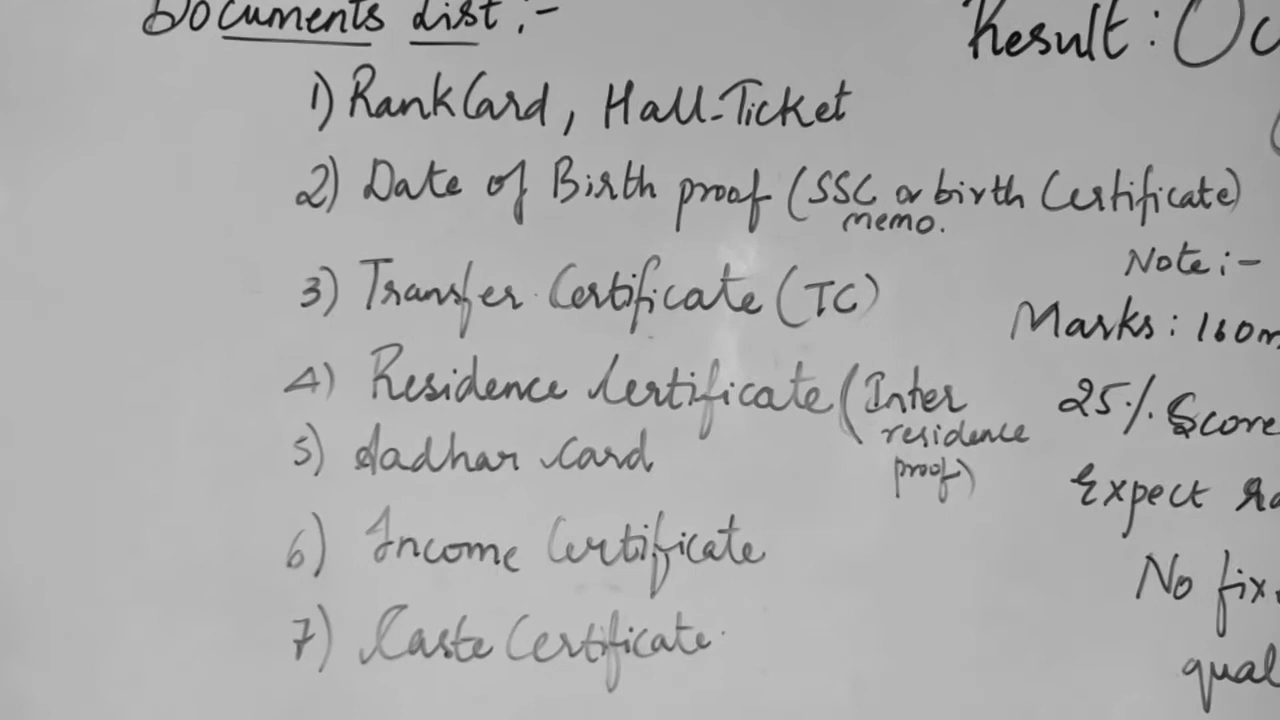 Documents List :-
Result : Oc
1) Rank Card, Hall-Ticket
2) Date of Birth proof (SSC or birth Certificate)
memo.
Note :-
3) Transfer Certificate (TC)
Marks : 160m
4) Residence Certificate (Inter
residence
proof)
25% Score
5) Aadhar Card
Expect Ra
6) Income Certificate
No fix.
7) Caste Certificate.
qual